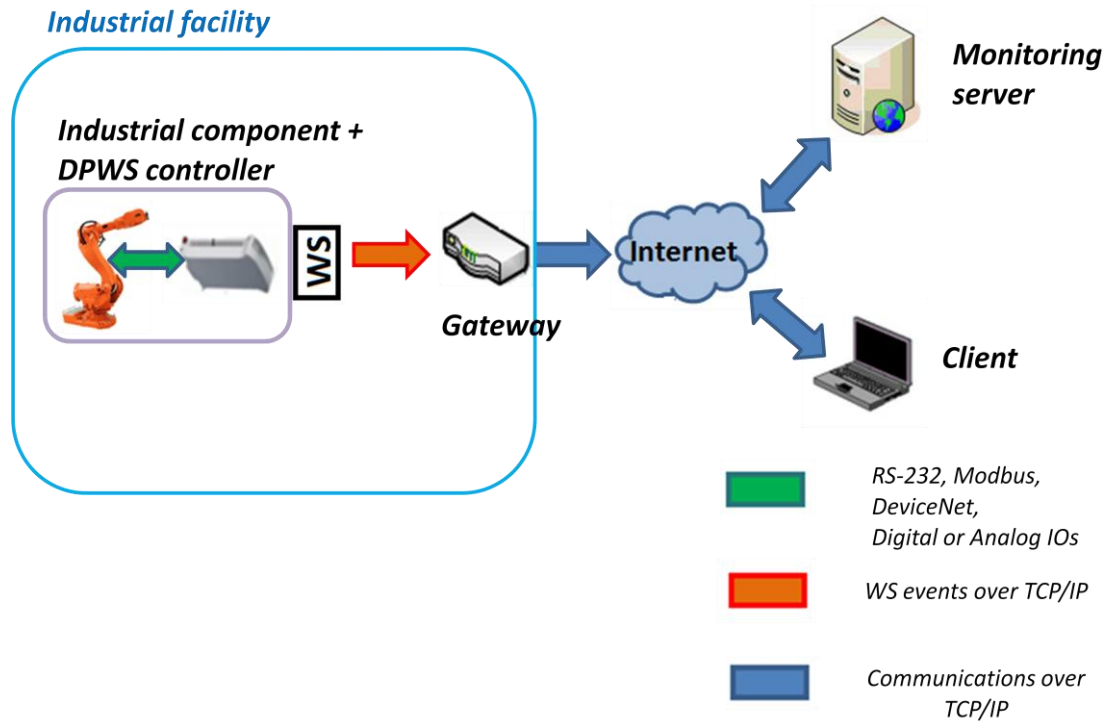 Industrial facility
Monitoring
server
Industrial component +
DPWS controller
WS
Internet
Gateway
Client
RS-232, Modbus,
DeviceNet,
Digital or Analog IOs
WS events over TCP/IP
Communications over
TCP/IP